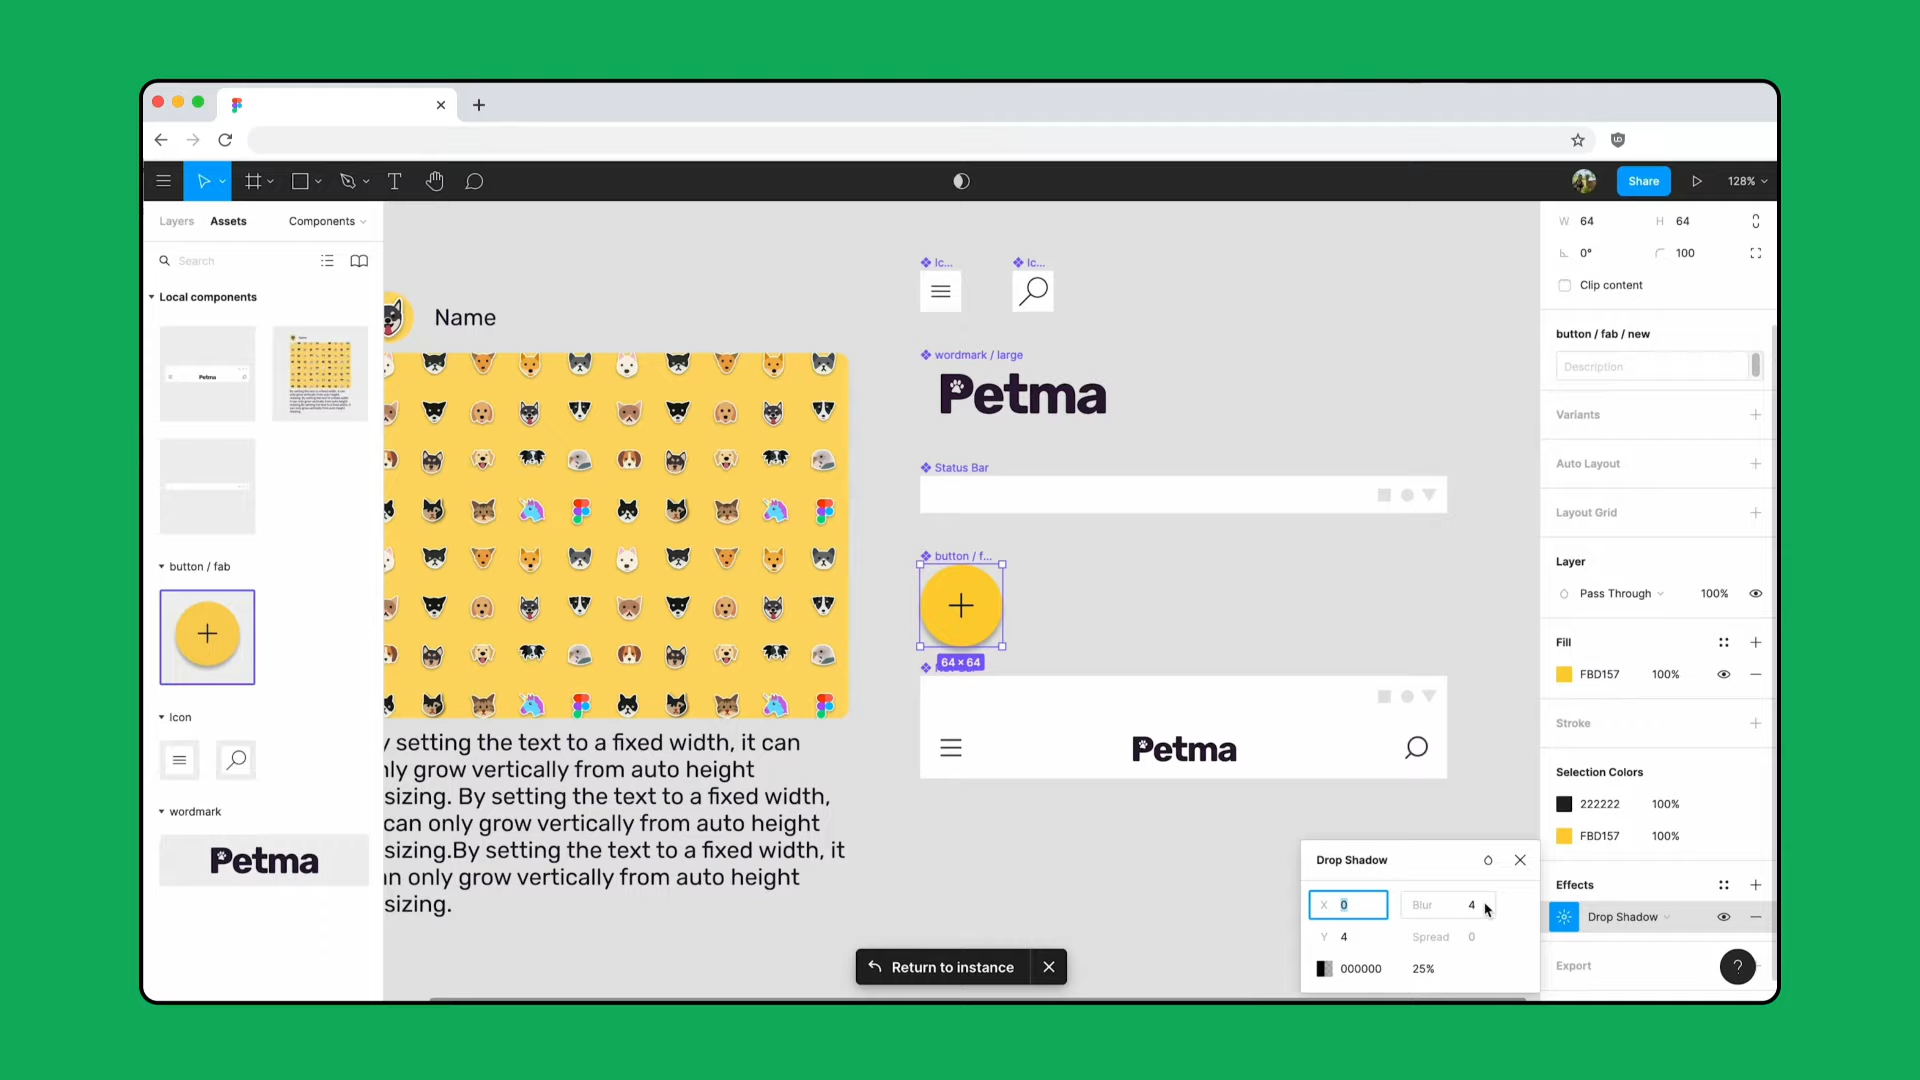 Share
128%
Layers
Assets
Components
Search
Local components
Petma
button / fab
Icon
wordmark
Petma
Name
y setting the text to a fixed width, it can
nly grow vertically from auto height
sizing. By setting the text to a fixed width,
can only grow vertically from auto height
sizing.By setting the text to a fixed width, it
n only grow vertically from auto height
sizing.
Ic...
Ic...
wordmark / large
Petma
Status Bar
button / f...
64 × 64
Petma
Return to instance
Drop Shadow
X 0
Blur 4
Y 4
Spread 0
000000 25%
W 64
H 64
0°
100
Clip content
button / fab / new
Description
Variants
Auto Layout
Layout Grid
Layer
Pass Through 100%
Fill
FBD157 100%
Stroke
Selection Colors
222222 100%
FBD157 100%
Effects
Drop Shadow
Export
?